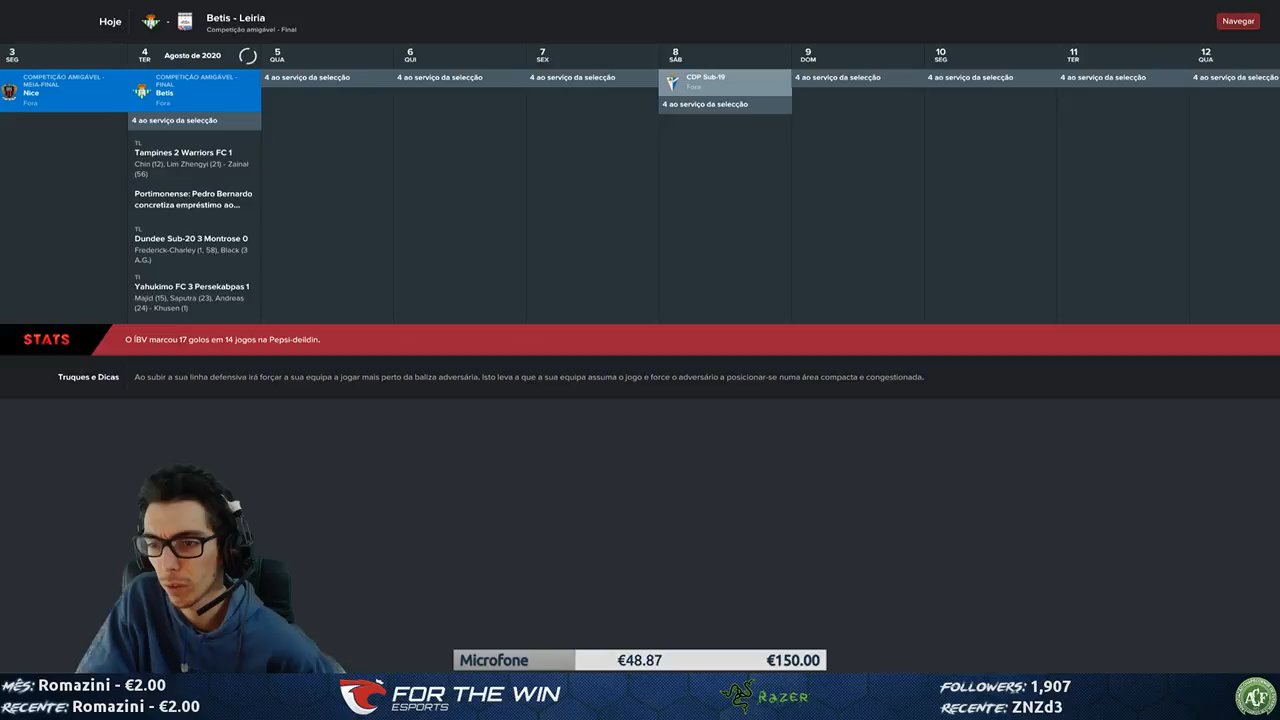 Hoje
Betis - Leiria
Competição amigável - Final
Navegar
3
SEG
4
TER
Agosto de 2020
5
QUA
6
QUI
7
SEX
8
SÁB
9
DOM
10
SEG
11
TER
12
QUA
COMPETIÇÃO AMIGÁVEL -
MEIA-FINAL
Nice
Fora
COMPETIÇÃO AMIGÁVEL -
FINAL
Betis
Fora
4 ao serviço da selecção
4 ao serviço da selecção
4 ao serviço da selecção
4 ao serviço da selecção
CDP Sub-19
Fora
4 ao serviço da selecção
4 ao serviço da selecção
4 ao serviço da selecção
4 ao serviço da selecção
4 ao serviço da selecção
TL
Tampines 2 Warriors FC 1
Chin (12), Lim Zhengyi (21) - Zainal
(56)
Portimonense: Pedro Bernardo
concretiza empréstimo ao...
TL
Dundee Sub-20 3 Montrose 0
Frederick-Charley (1, 58), Black (3
A.G.)
TI
Yahukimo FC 3 Persekabpas 1
Majid (15), Saputra (23), Andreas
(24) - Khusen (1)
STATS
O ÍBV marcou 17 golos em 14 jogos na Pepsi-deildin.
Truques e Dicas
Ao subir a sua linha defensiva irá forçar a sua equipa a jogar mais perto da baliza adversária. Isto leva a que a sua equipa assuma o jogo e force o adversário a posicionar-se numa área compacta e congestionada.
Microfone
€48.87
€150.00
MÊS: Romazini - €2.00
RECENTE: Romazini - €2.00
FOR THE WIN
ESPORTS
RAZER
FOLLOWERS: 1,907
RECENTE: ZNZd3
ACF